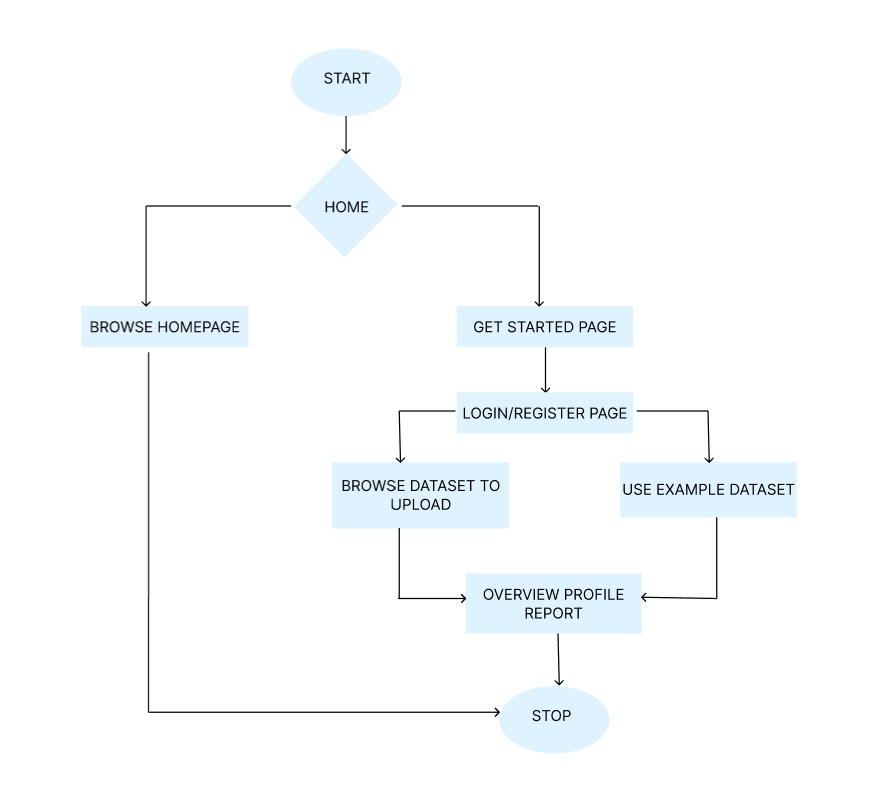 START
HOME
BROWSE HOMEPAGE
GET STARTED PAGE
LOGIN/REGISTER PAGE
BROWSE DATASET TO
UPLOAD
USE EXAMPLE DATASET
OVERVIEW PROFILE
REPORT
STOP